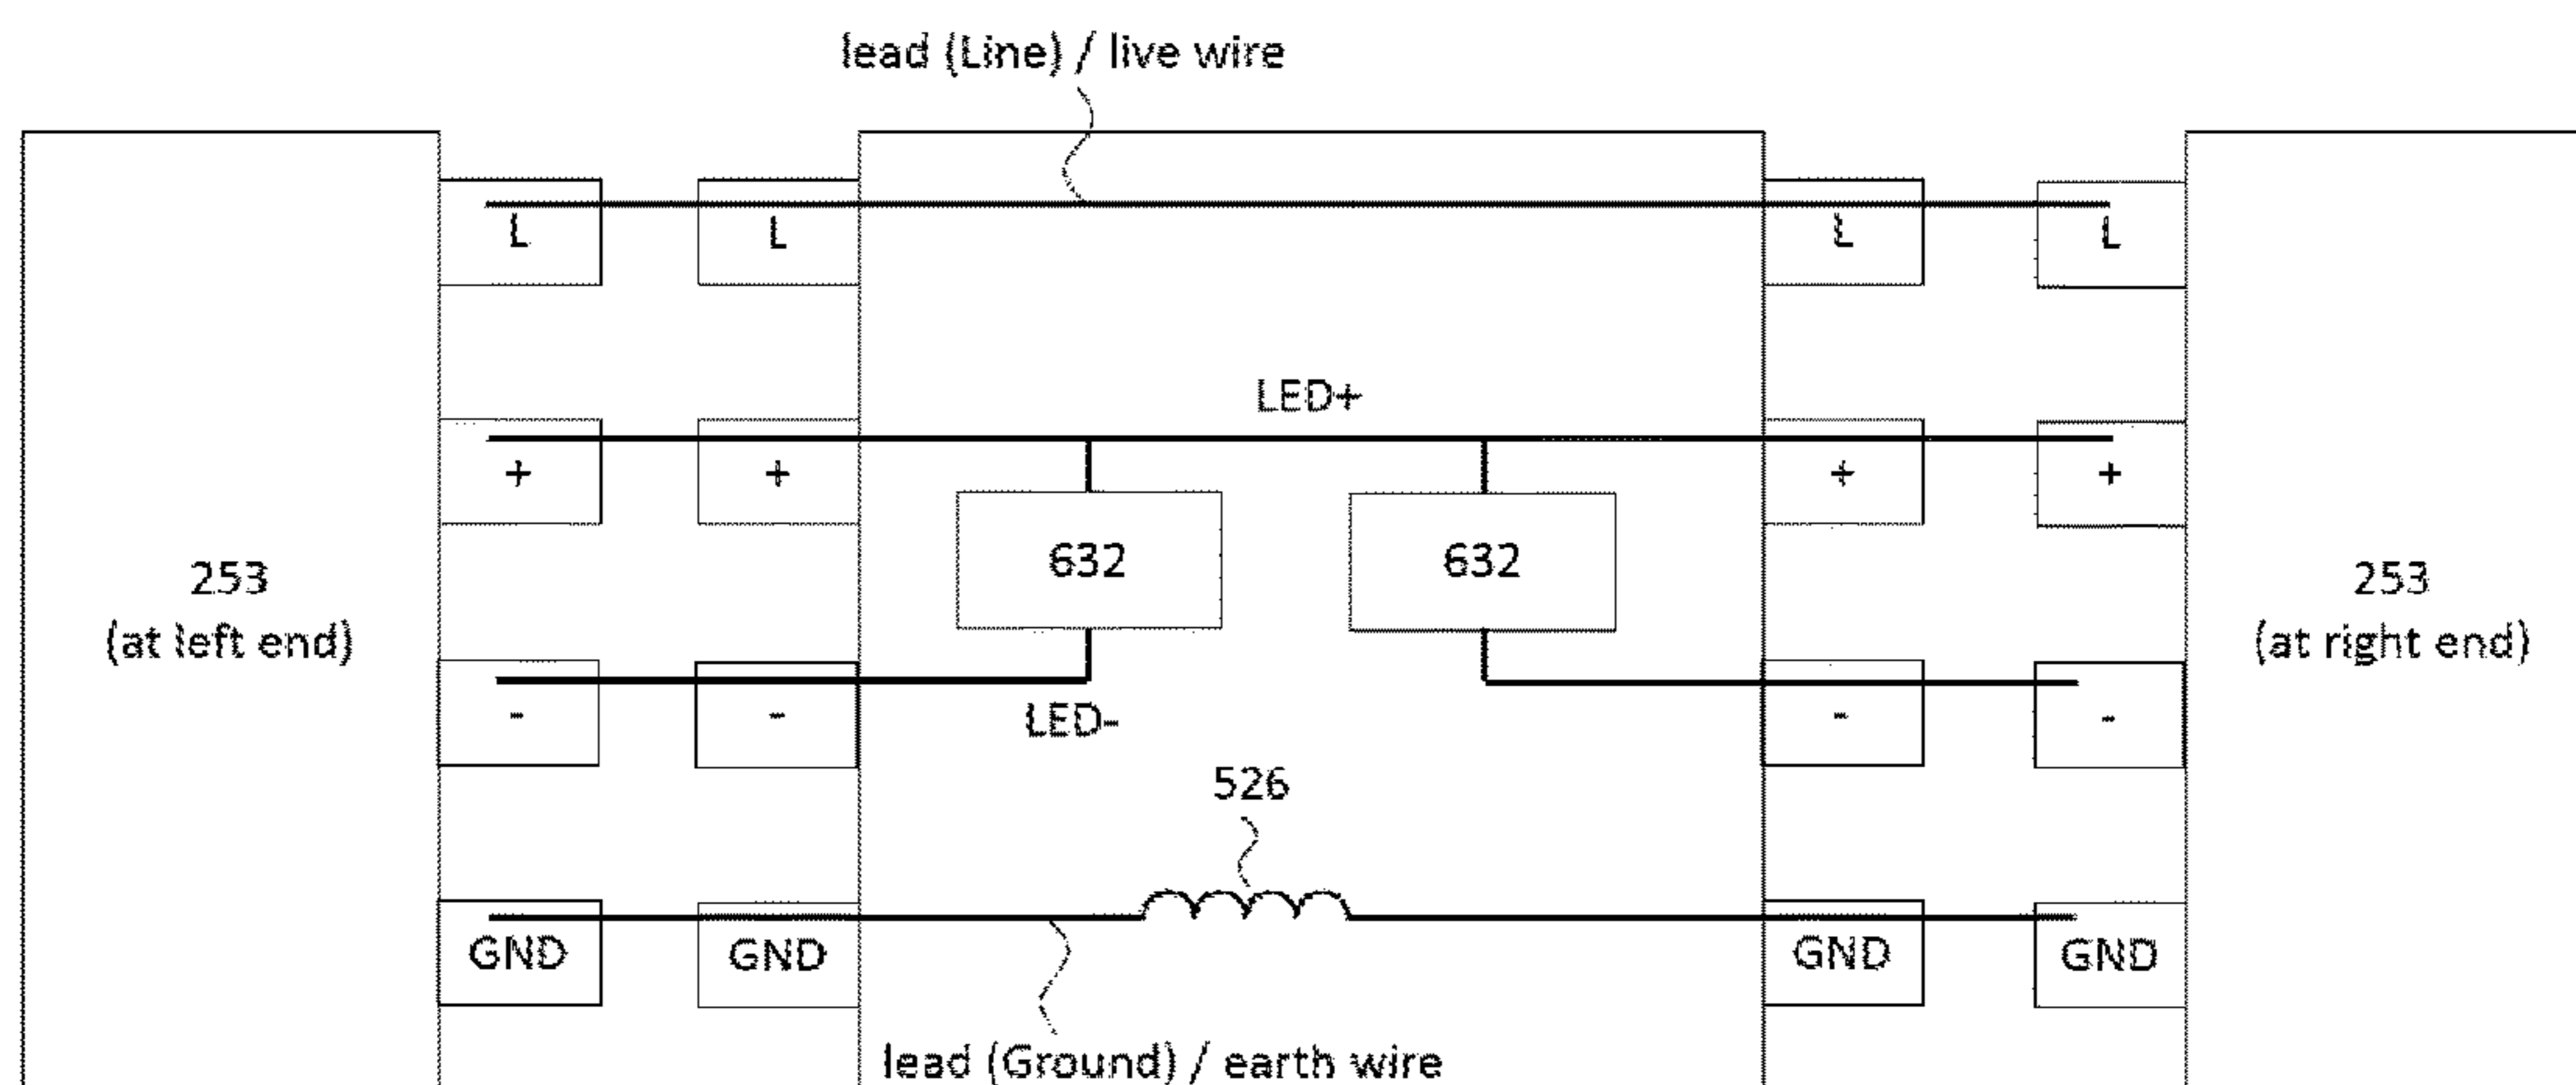 lead (Line) / live wire
L L L L
LED+
+ + + +
632 632
253
(at left end)
253
(at right end)
- - - -
LED-
526
GND GND GND GND
lead (Ground) / earth wire